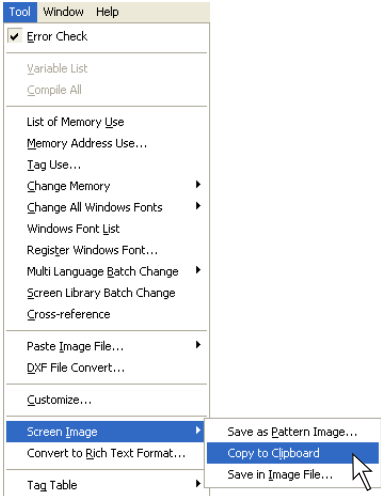 Tool Window Help
Error Check
Variable List
Compile All
List of Memory Use
Memory Address Use...
Tag Use...
Change Memory
Change All Windows Fonts
Windows Font List
Register Windows Font...
Multi Language Batch Change
Screen Library Batch Change
Cross-reference
Paste Image File...
DXF File Convert...
Customize...
Screen Image
Save as Pattern Image...
Convert to Rich Text Format...
Copy to Clipboard
Save in Image File...
Tag Table